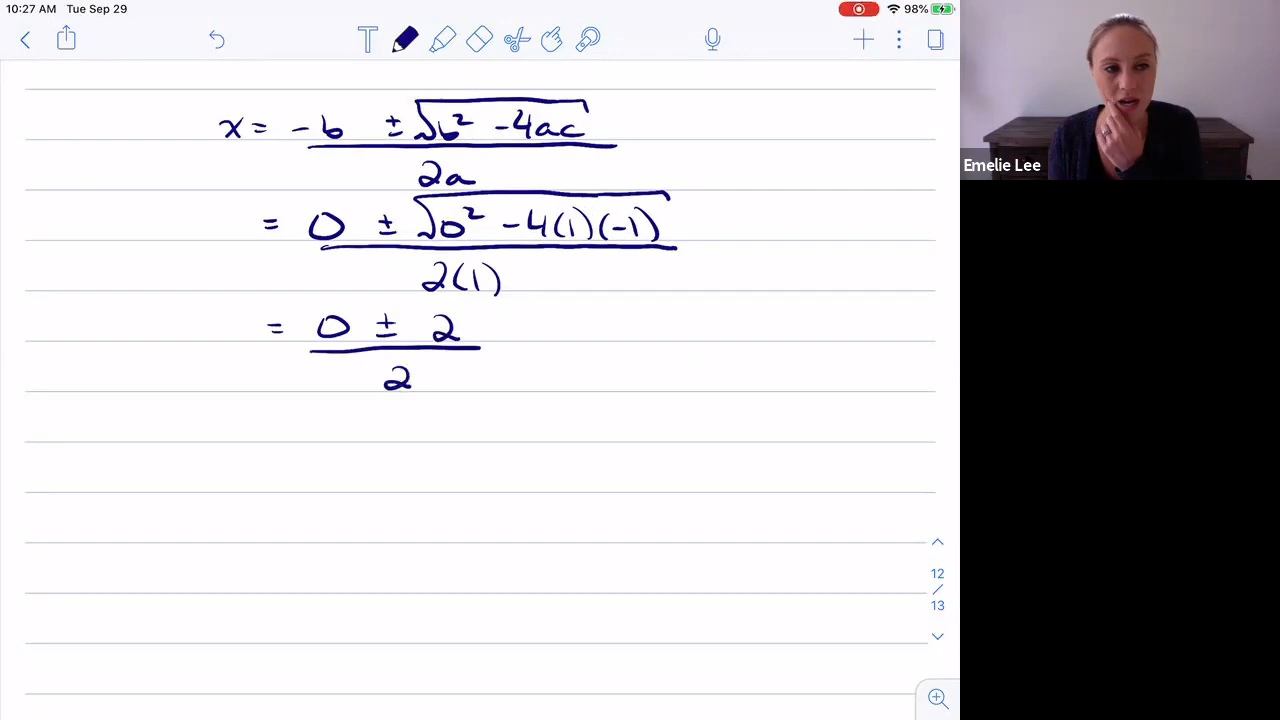 10:27 AM Tue Sep 29
98%
T
x = -b ± √b² - 4ac
2a
= 0 ± √0² - 4(1)(-1)
2(1)
= 0 ± 2
2
12
/
13
Emelie Lee